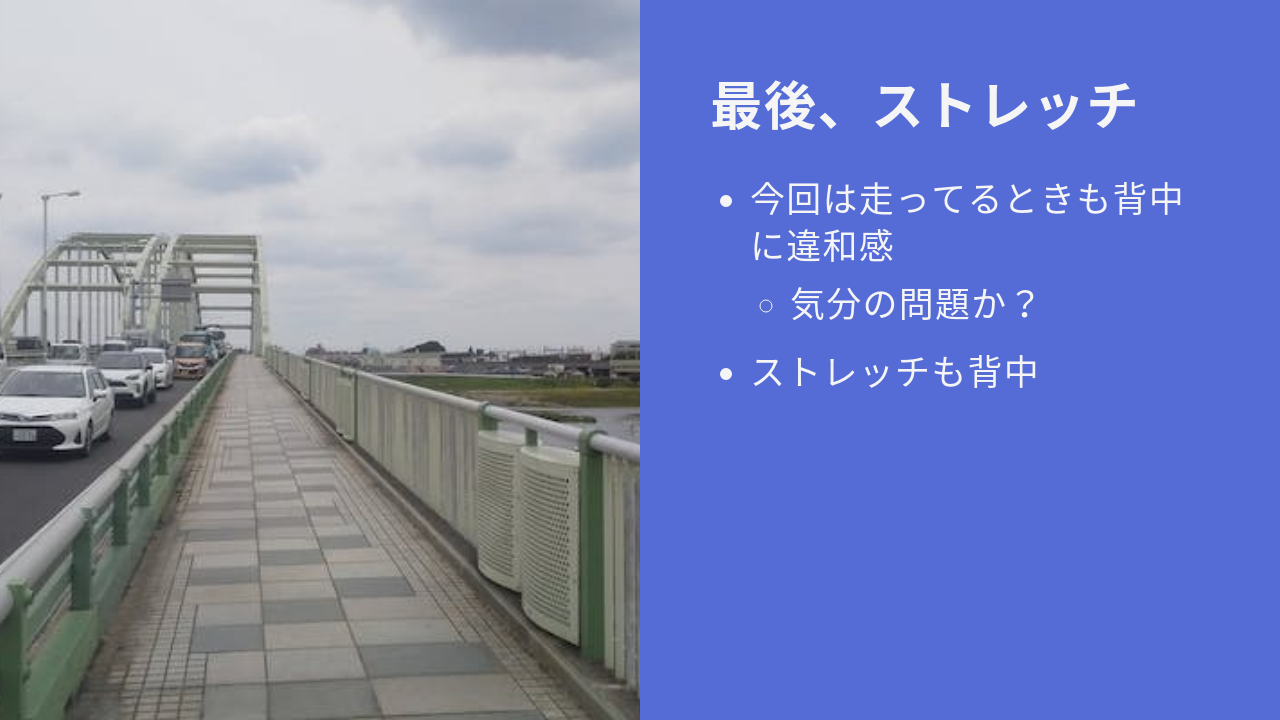 最後、ストレッチ
今回は走ってるときも背中
に違和感
気分の問題か？
ストレッチも背中